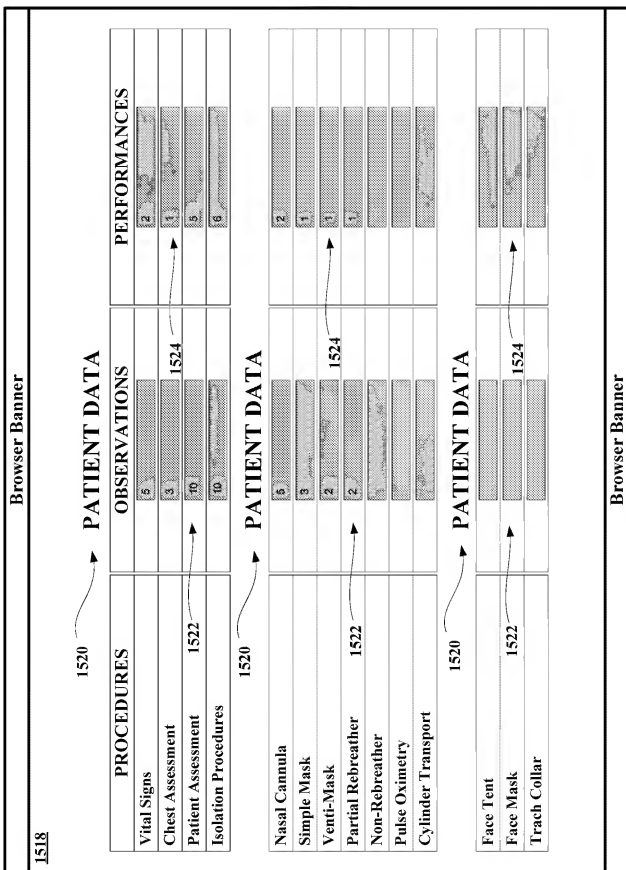 Browser Banner
1518
1520 PATIENT DATA
PROCEDURES OBSERVATIONS PERFORMANCES
Vital Signs 5 2
Chest Assessment 3 1
Patient Assessment 10 5
Isolation Procedures 10 6
1522 1524
1520 PATIENT DATA
Nasal Cannula 5 2
Simple Mask 3 1
Venti-Mask 2 1
Partial Rebreather 2 1
Non-Rebreather
Pulse Oximetry
Cylinder Transport
1522 1524
1520 PATIENT DATA
Face Tent
Face Mask
Trach Collar
1522 1524
Browser Banner